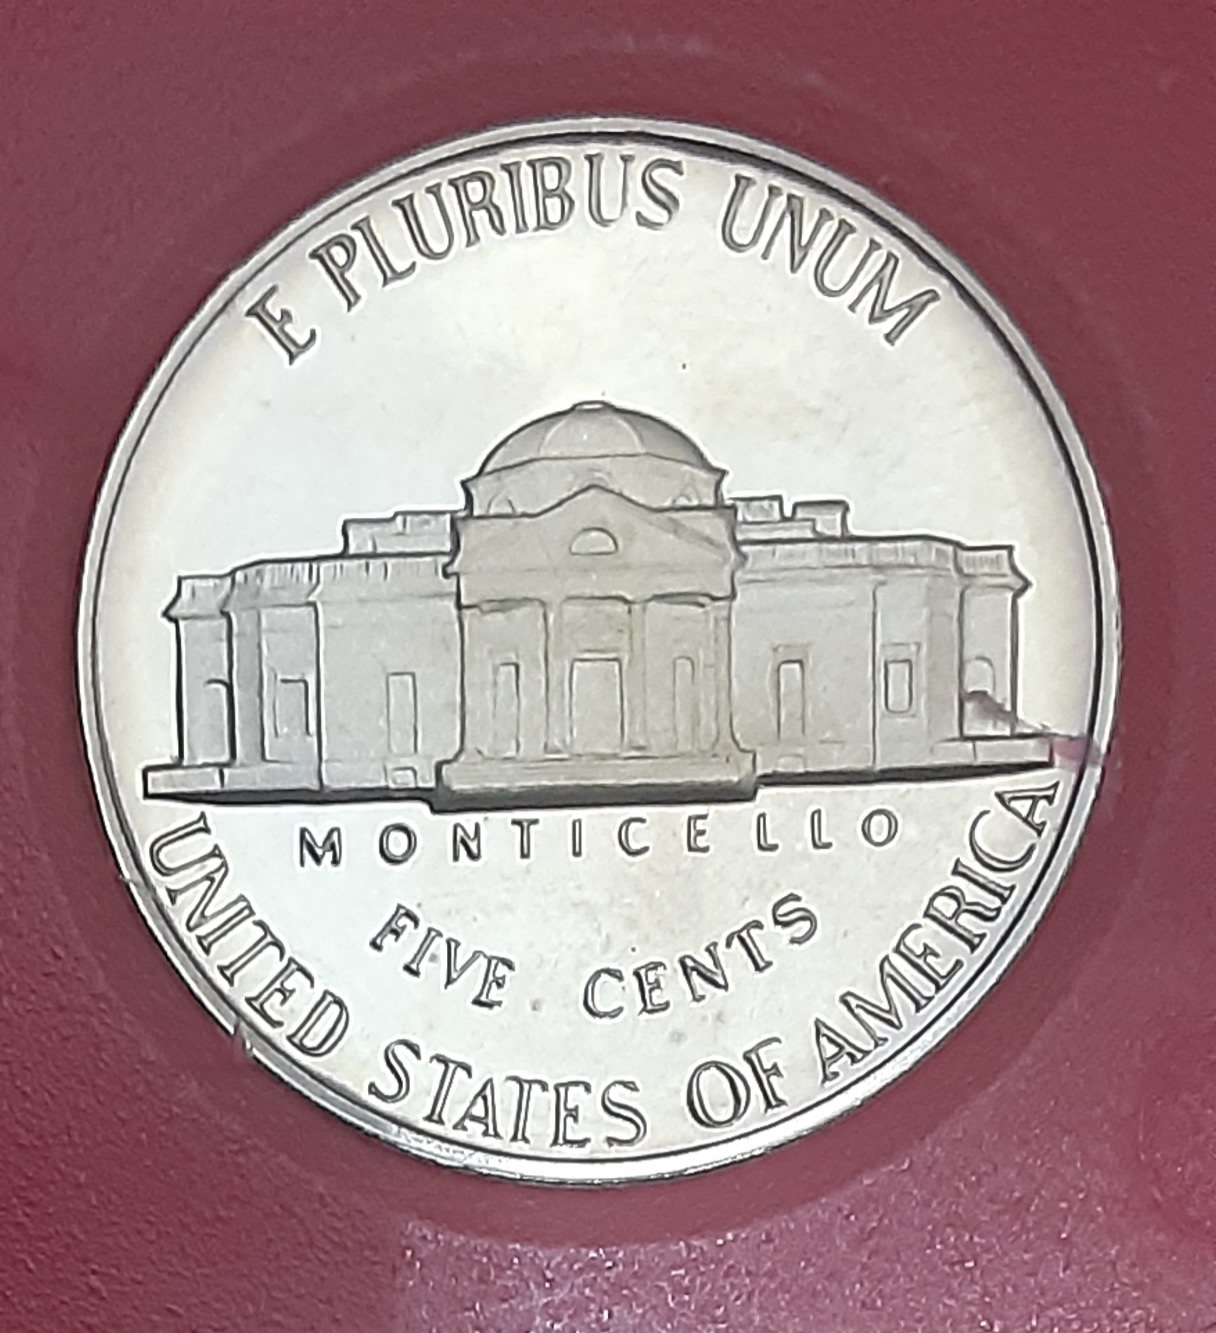 E PLURIBUS UNUM
MONTICELLO
FIVE CENTS
UNITED STATES OF AMERICA